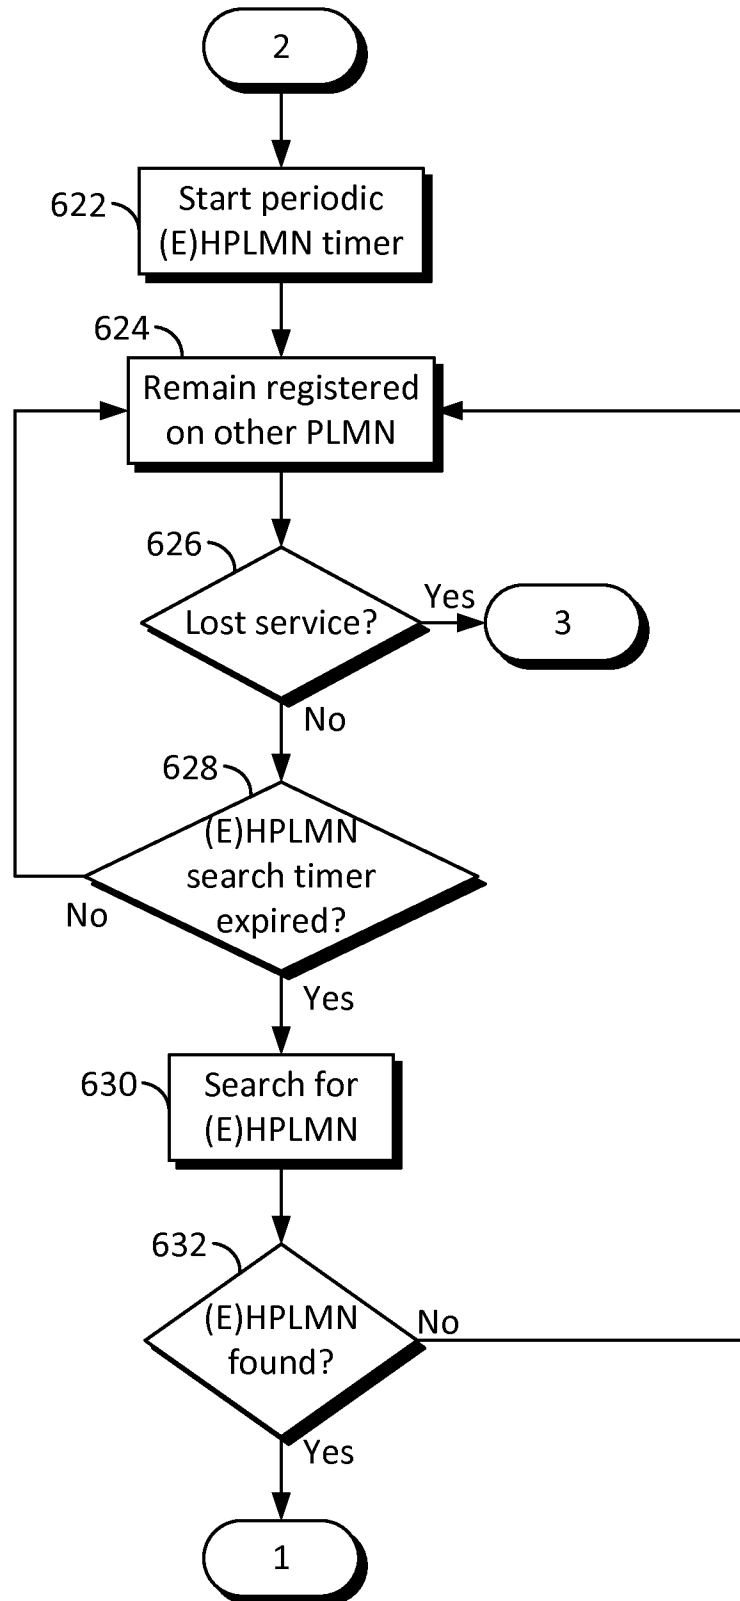 2
622
Start periodic
(E)HPLMN timer
624
Remain registered
on other PLMN
626
Lost service?
Yes
3
No
628
(E)HPLMN
search timer
expired?
No
Yes
630
Search for
(E)HPLMN
632
(E)HPLMN
found?
No
Yes
1